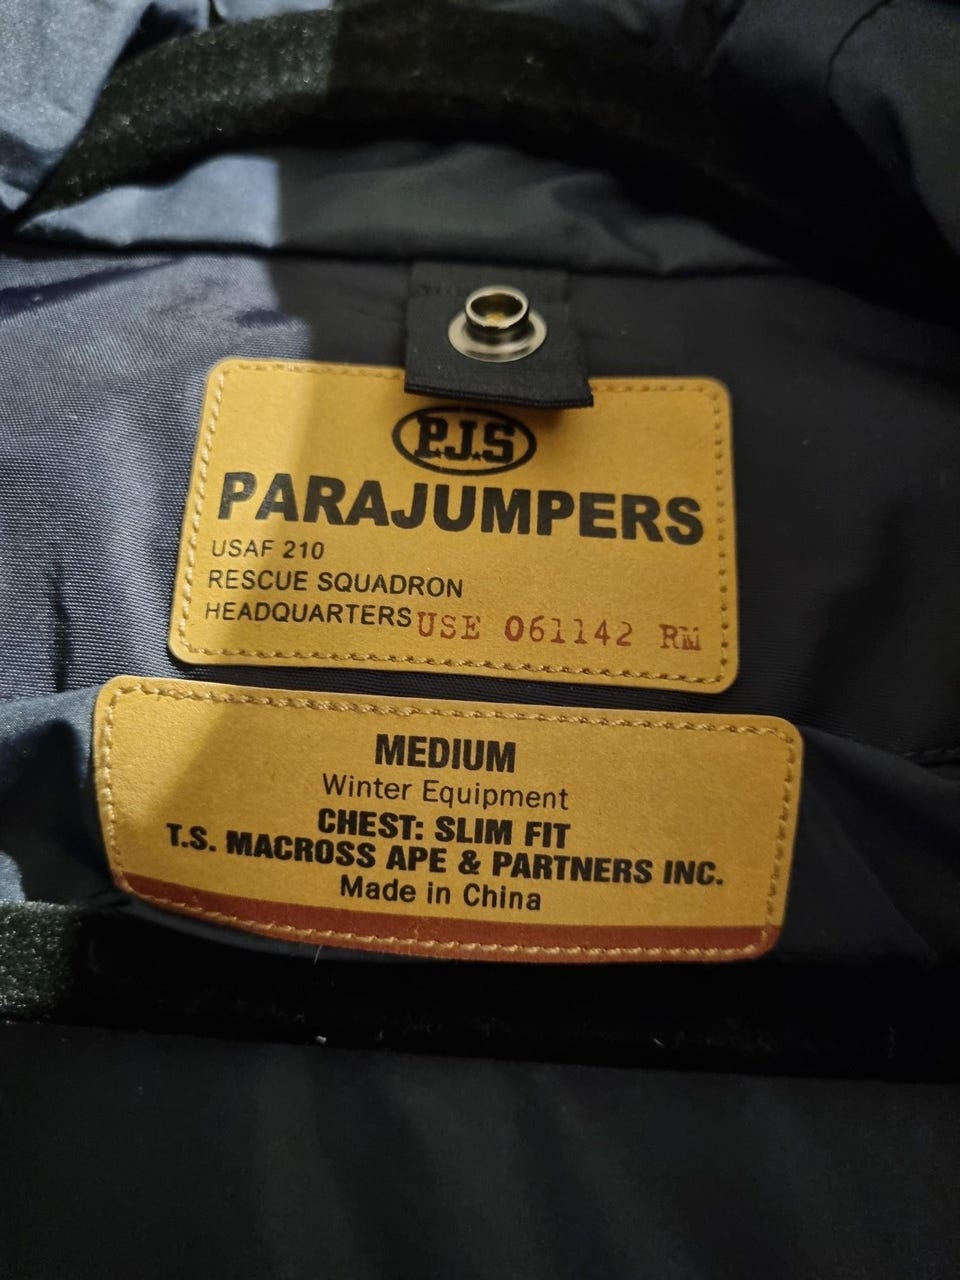 P.J.S
PARAJUMPERS
USAF 210
RESCUE SQUADRON
HEADQUARTERS USE 061142 RM
MEDIUM
Winter Equipment
CHEST: SLIM FIT
T.S. MACROSS APE & PARTNERS INC.
Made in China